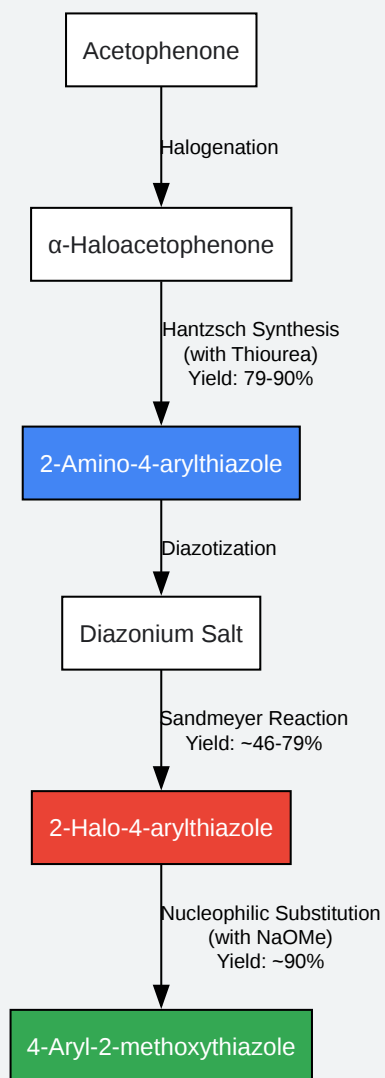 Acetophenone
Halogenation
α-Haloacetophenone
Hantzsch Synthesis
(with Thiourea)
Yield: 79-90%
2-Amino-4-arylthiazole
Diazotization
Diazonium Salt
Sandmeyer Reaction
Yield: ~46-79%
2-Halo-4-arylthiazole
Nucleophilic Substitution
(with NaOMe)
Yield: ~90%
4-Aryl-2-methoxythiazole